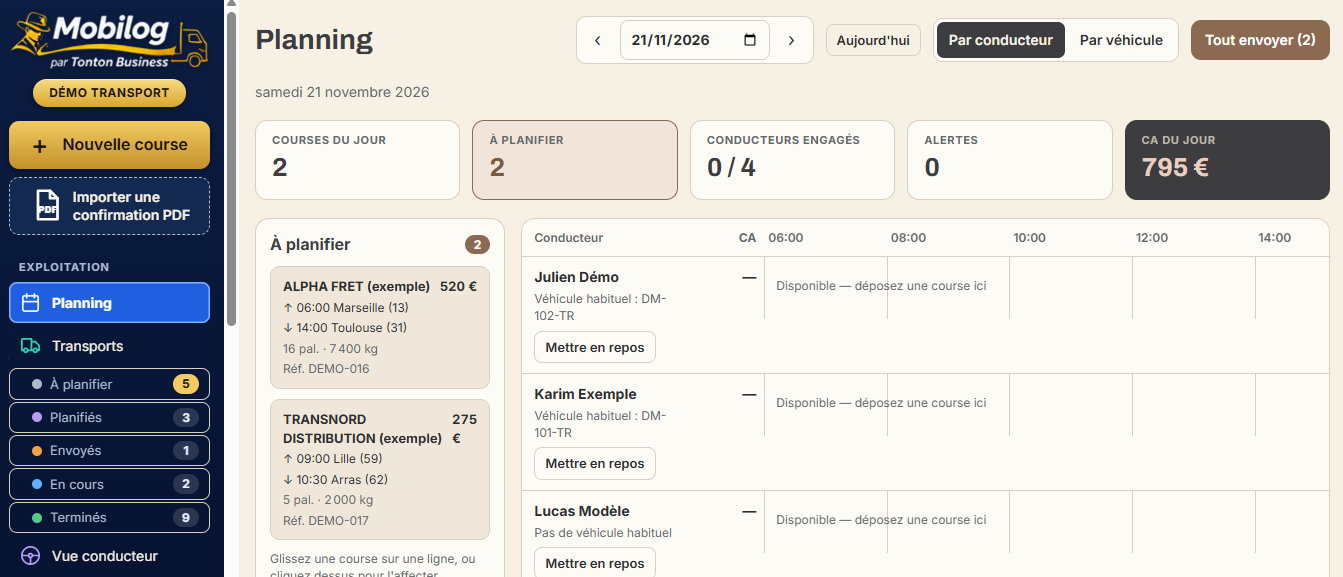 Mobilog
par Tonton Business
DÉMO TRANSPORT
+ Nouvelle course
PDF
Importer une
confirmation PDF
EXPLOITATION
Planning
Transports
À planifier 5
Planifiés 3
Envoyés 1
En cours 2
Terminés 9
Vue conducteur
Planning
‹ 21/11/2026 ›
Aujourd'hui
Par conducteur Par véhicule
Tout envoyer (2)
samedi 21 novembre 2026
COURSES DU JOUR
2
À PLANIFIER
2
CONDUCTEURS ENGAGÉS
0 / 4
ALERTES
0
CA DU JOUR
795 €
À planifier 2
ALPHA FRET (exemple) 520 €
↑ 06:00 Marseille (13)
↓ 14:00 Toulouse (31)
16 pal. · 7 400 kg
Réf. DEMO-016
TRANSNORD 275
DISTRIBUTION (exemple) €
↑ 09:00 Lille (59)
↓ 10:30 Arras (62)
5 pal. · 2 000 kg
Réf. DEMO-017
Glissez une course sur une ligne, ou
cliquez dessus pour l'affecter.
Conducteur CA 06:00 08:00 10:00 12:00 14:00
Julien Démo —
Véhicule habituel : DM-
102-TR
Mettre en repos
Disponible — déposez une course ici
Karim Exemple —
Véhicule habituel : DM-
101-TR
Mettre en repos
Disponible — déposez une course ici
Lucas Modèle —
Pas de véhicule habituel
Mettre en repos
Disponible — déposez une course ici